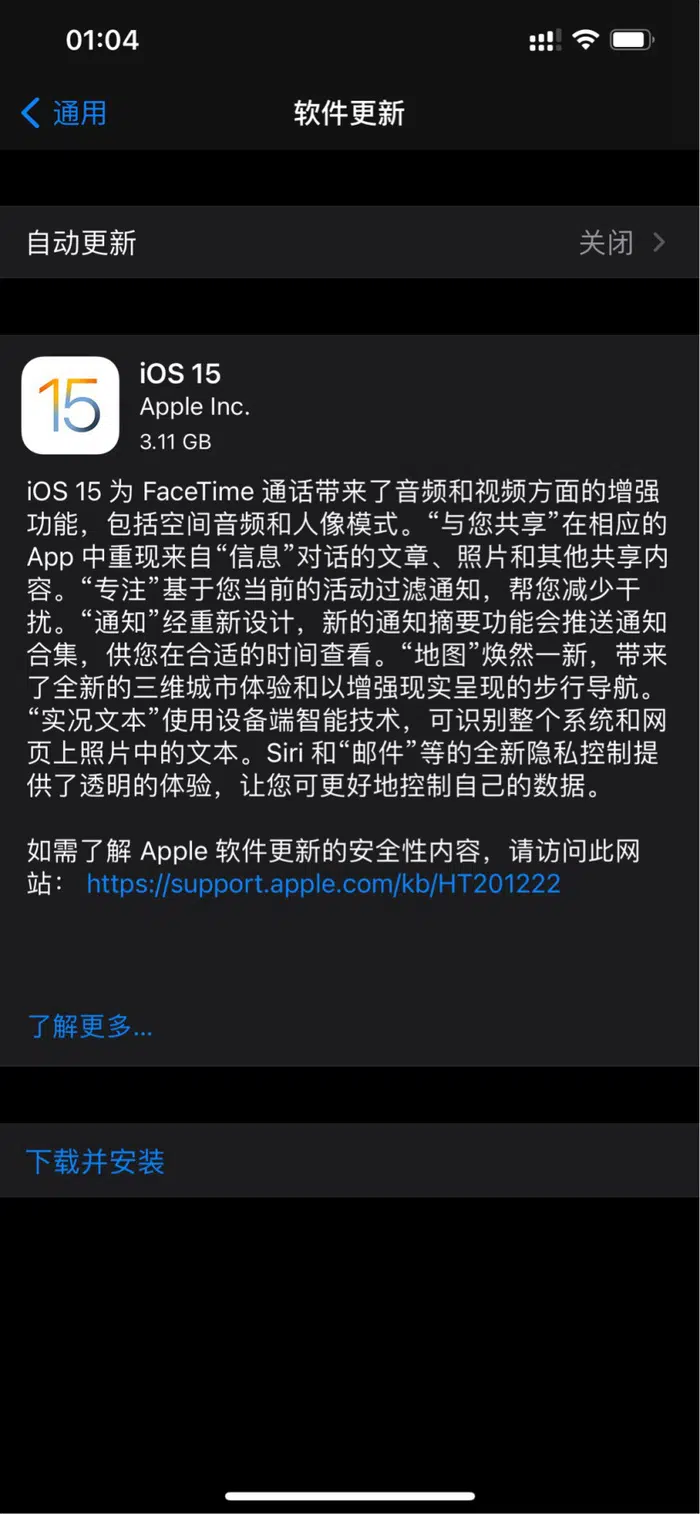 01:04
通用
软件更新
自动更新
关闭
15
iOS 15
Apple Inc.
3.11 GB
iOS 15 为 FaceTime 通话带来了音频和视频方面的增强
功能，包括空间音频和人像模式。“与您共享”在相应的
App 中重现来自“信息”对话的文章、照片和其他共享内
容。“专注”基于您当前的活动过滤通知，帮您减少干
扰。“通知”经重新设计，新的通知摘要功能会推送通知
合集，供您在合适的时间查看。“地图”焕然一新，带来
了全新的三维城市体验和以增强现实呈现的步行导航。
“实况文本”使用设备端智能技术，可识别整个系统和网
页上照片中的文本。Siri 和“邮件”等的全新隐私控制提
供了透明的体验，让您可更好地控制自己的数据。
如需了解 Apple 软件更新的安全性内容，请访问此网
站： https://support.apple.com/kb/HT201222
了解更多...
下载并安装